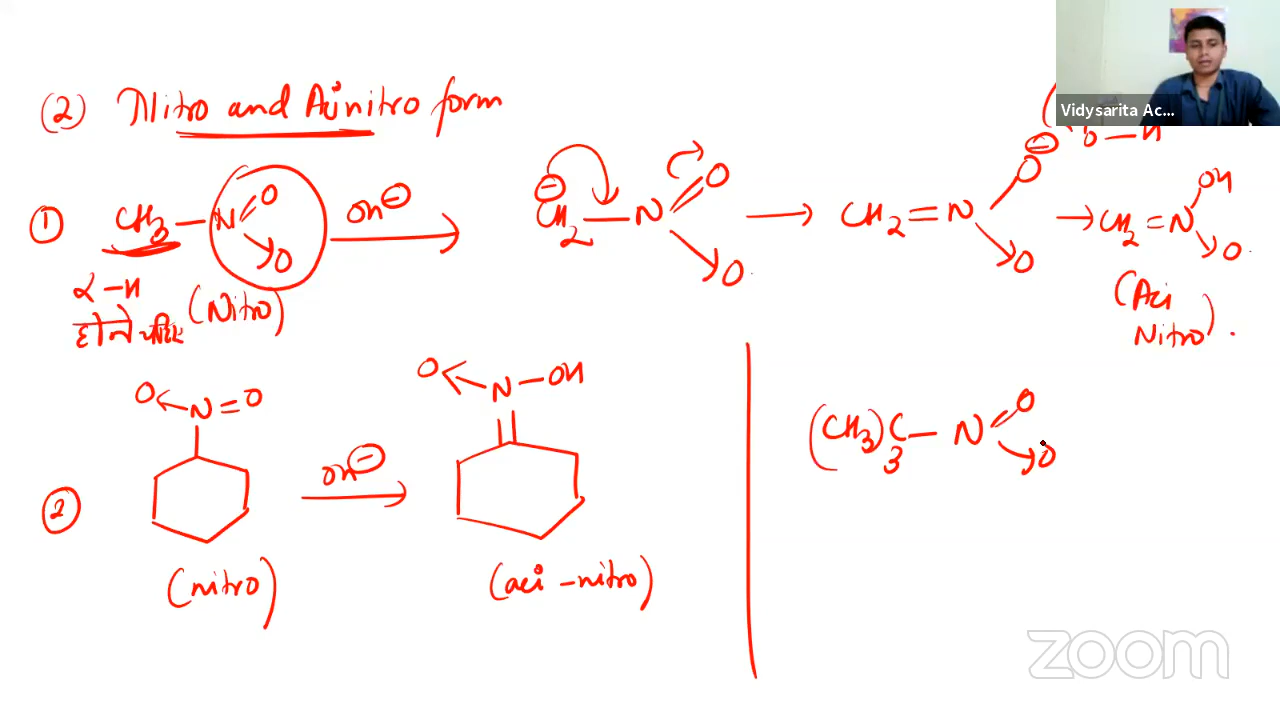 (2) Nitro and Acinitro form
Vidysarita Ac...
O—H
① CH3—N=O→O OH⊖ → ⊖CH2—N=O→O → CH2=N—O⊖→O → CH2=N—OH→O
α-H
होने चाहिए
(Nitro)
(Aci
Nitro).
② O←N=O OH⊖ → O←N—OH
(nitro)
(aci-nitro)
(CH3)3C—N=O→O
zoom